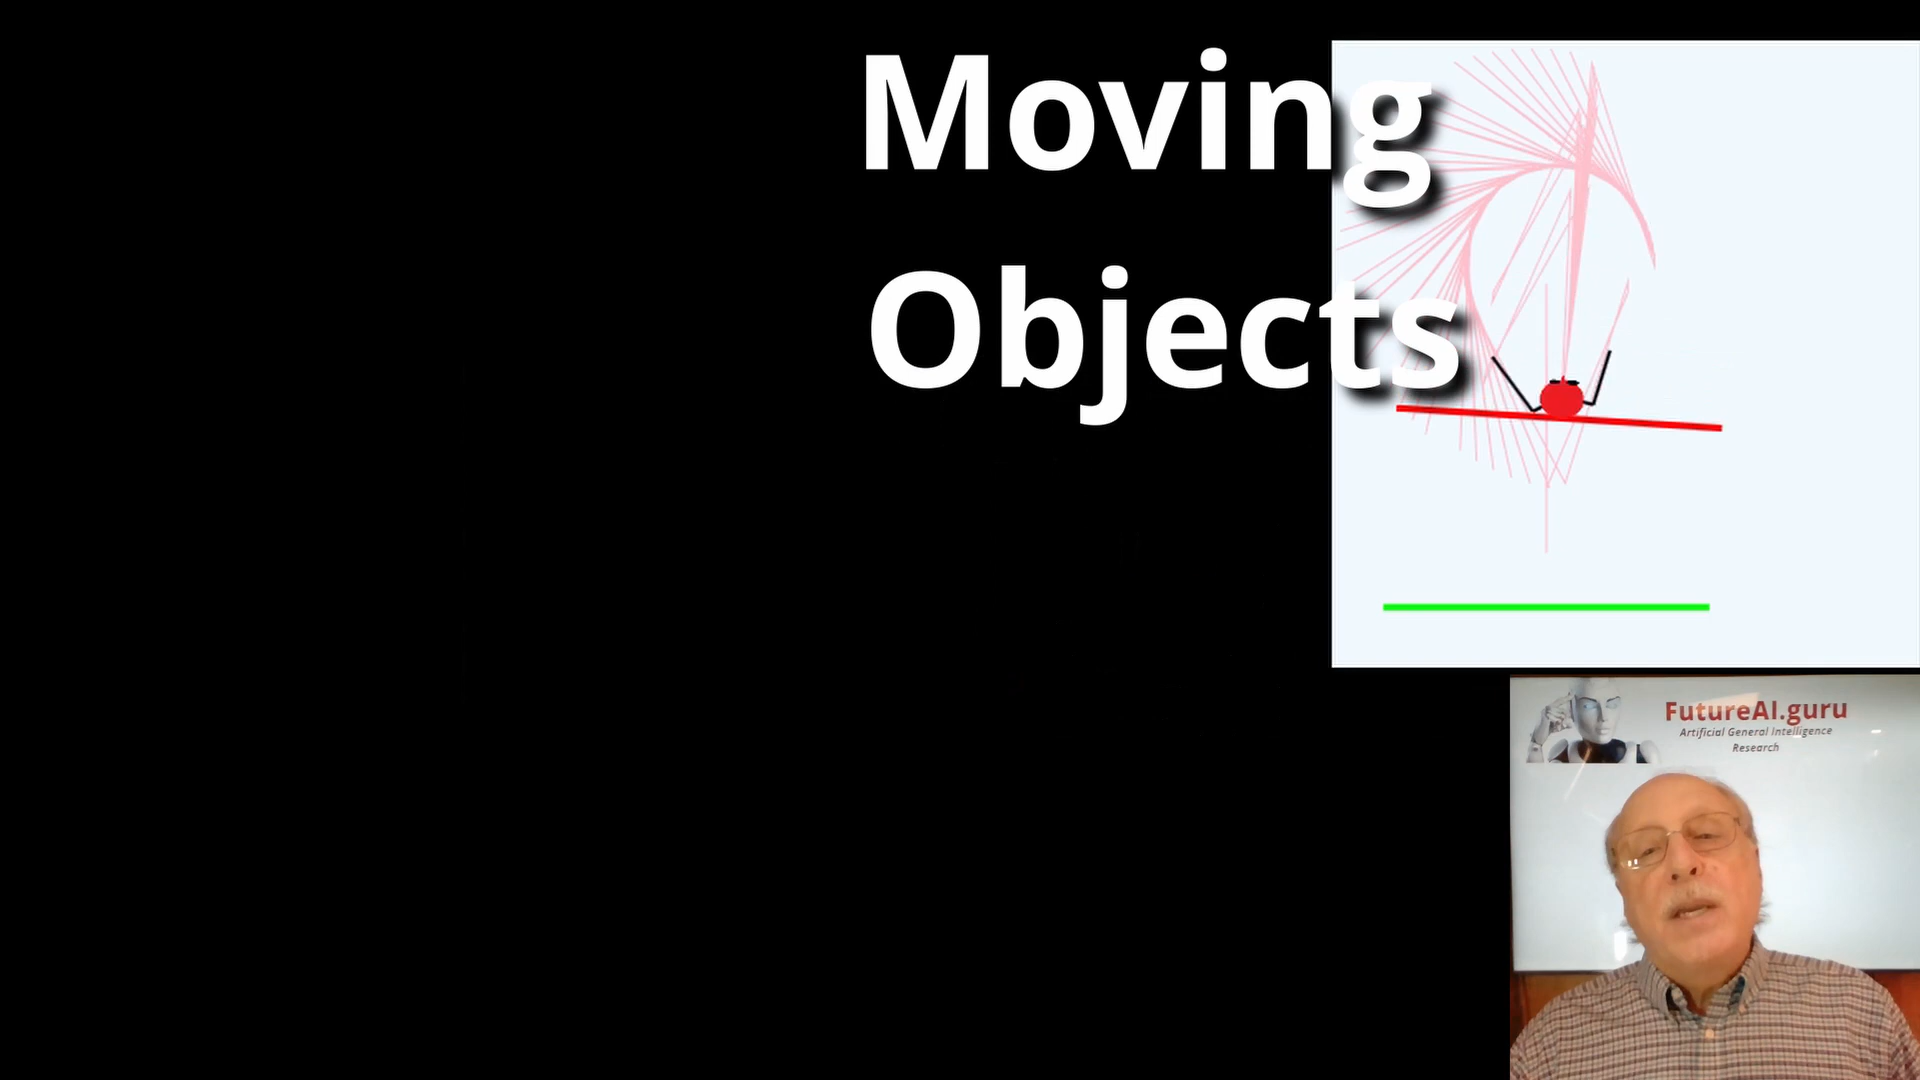 Moving
Objects
FutureAI.guru
Artificial General Intelligence
Research